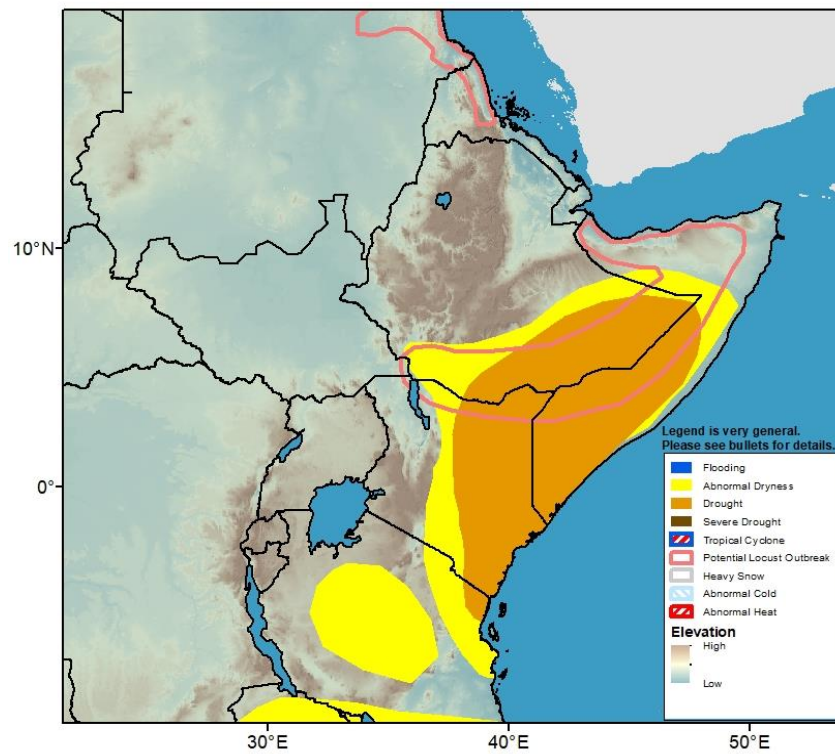 10°N
0°
Legend is very general.
Please see bullets for details.
Flooding
Abnormal Dryness
Drought
Severe Drought
Tropical Cyclone
Potential Locust Outbreak
Heavy Snow
Abnormal Cold
Abnormal Heat
Elevation
High
Low
30°E
40°E
50°E